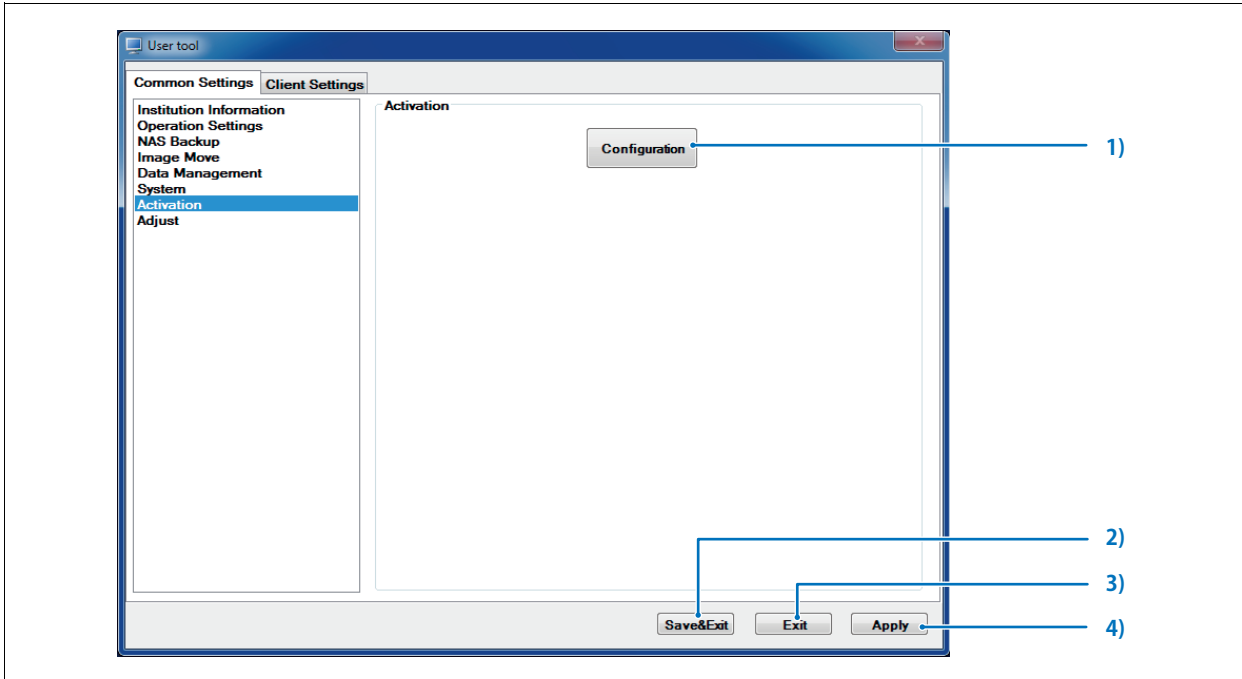 User tool
Common Settings Client Settings
Institution Information
Operation Settings
NAS Backup
Image Move
Data Management
System
Activation
Adjust
Activation
Configuration
1)
2)
3)
Save&Exit Exit Apply
4)